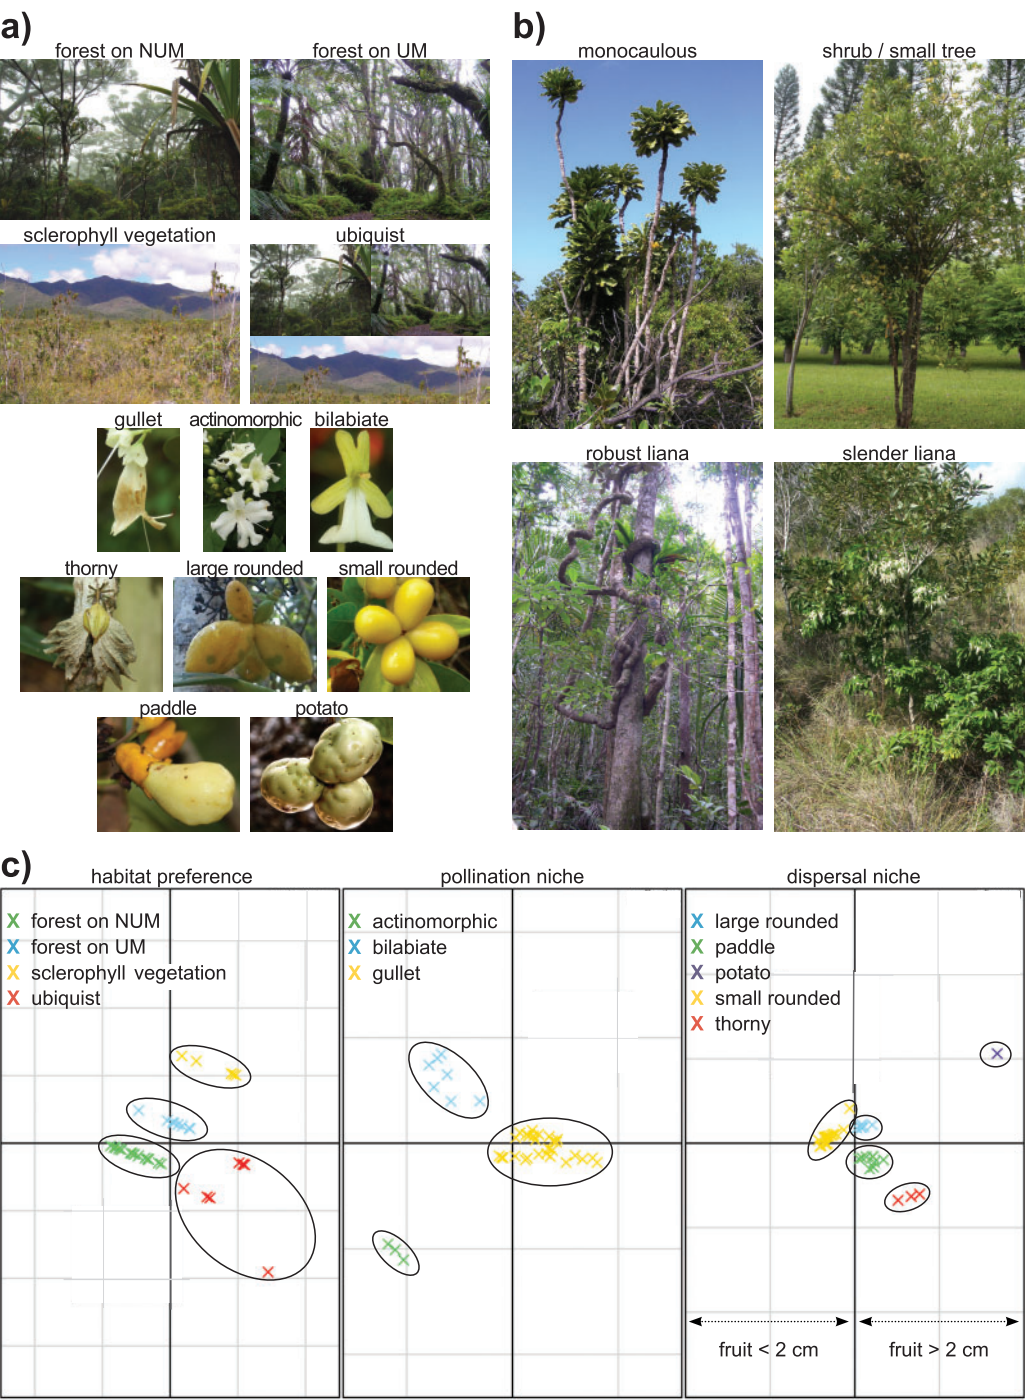 a)
forest on NUM
forest on UM
sclerophyll vegetation
ubiquist
gullet
actinomorphic
bilabiate
thorny
large rounded
small rounded
paddle
potato
b)
monocaulous
shrub / small tree
robust liana
slender liana
c)
habitat preference
X forest on NUM
X forest on UM
X sclerophyll vegetation
X ubiquist
pollination niche
X actinomorphic
X bilabiate
X gullet
dispersal niche
X large rounded
X paddle
X potato
X small rounded
X thorny
fruit < 2 cm
fruit > 2 cm